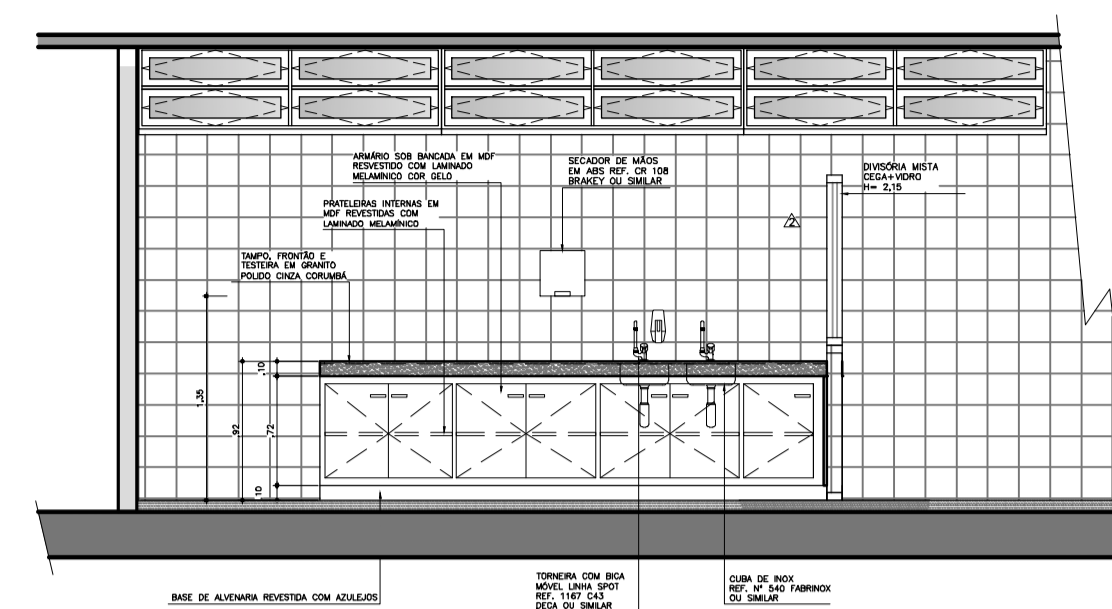 ARMÁRIO SOB BANCADA EM MDF
RESVESTIDO COM LAMINADO
MELAMÍNICO COR GELO
SECADOR DE MÃOS
EM ABS REF. CR 108
BRAKEY OU SIMILAR
DIVISÓRIA MISTA
CEGA+VIDRO
H= 2,15
PRATELEIRAS INTERNAS EM
MDF REVESTIDAS COM
LAMINADO MELAMÍNICO
2
TAMPO, FRONTÃO E
TESTEIRA EM GRANITO
POLIDO CINZA CORUMBÁ
1,35
,92
,10
,72
,10
BASE DE ALVENARIA REVESTIDA COM AZULEJOS
TORNEIRA COM BICA
MÓVEL LINHA SPOT
REF. 1167 C43
DECA OU SIMILAR
CUBA DE INOX
REF. Nº 540 FABRINOX
OU SIMILAR